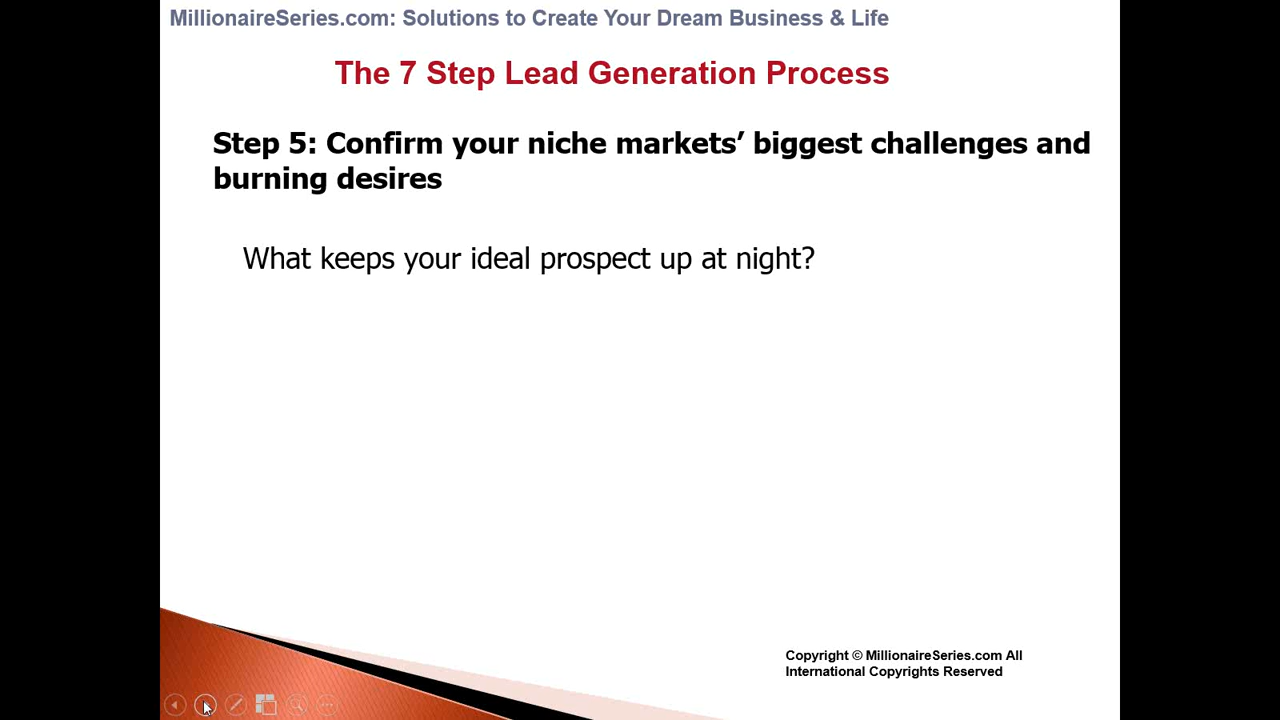 MillionaireSeries.com: Solutions to Create Your Dream Business & Life
The 7 Step Lead Generation Process
Step 5: Confirm your niche markets’ biggest challenges and
burning desires
What keeps your ideal prospect up at night?
Copyright © MillionaireSeries.com All
International Copyrights Reserved